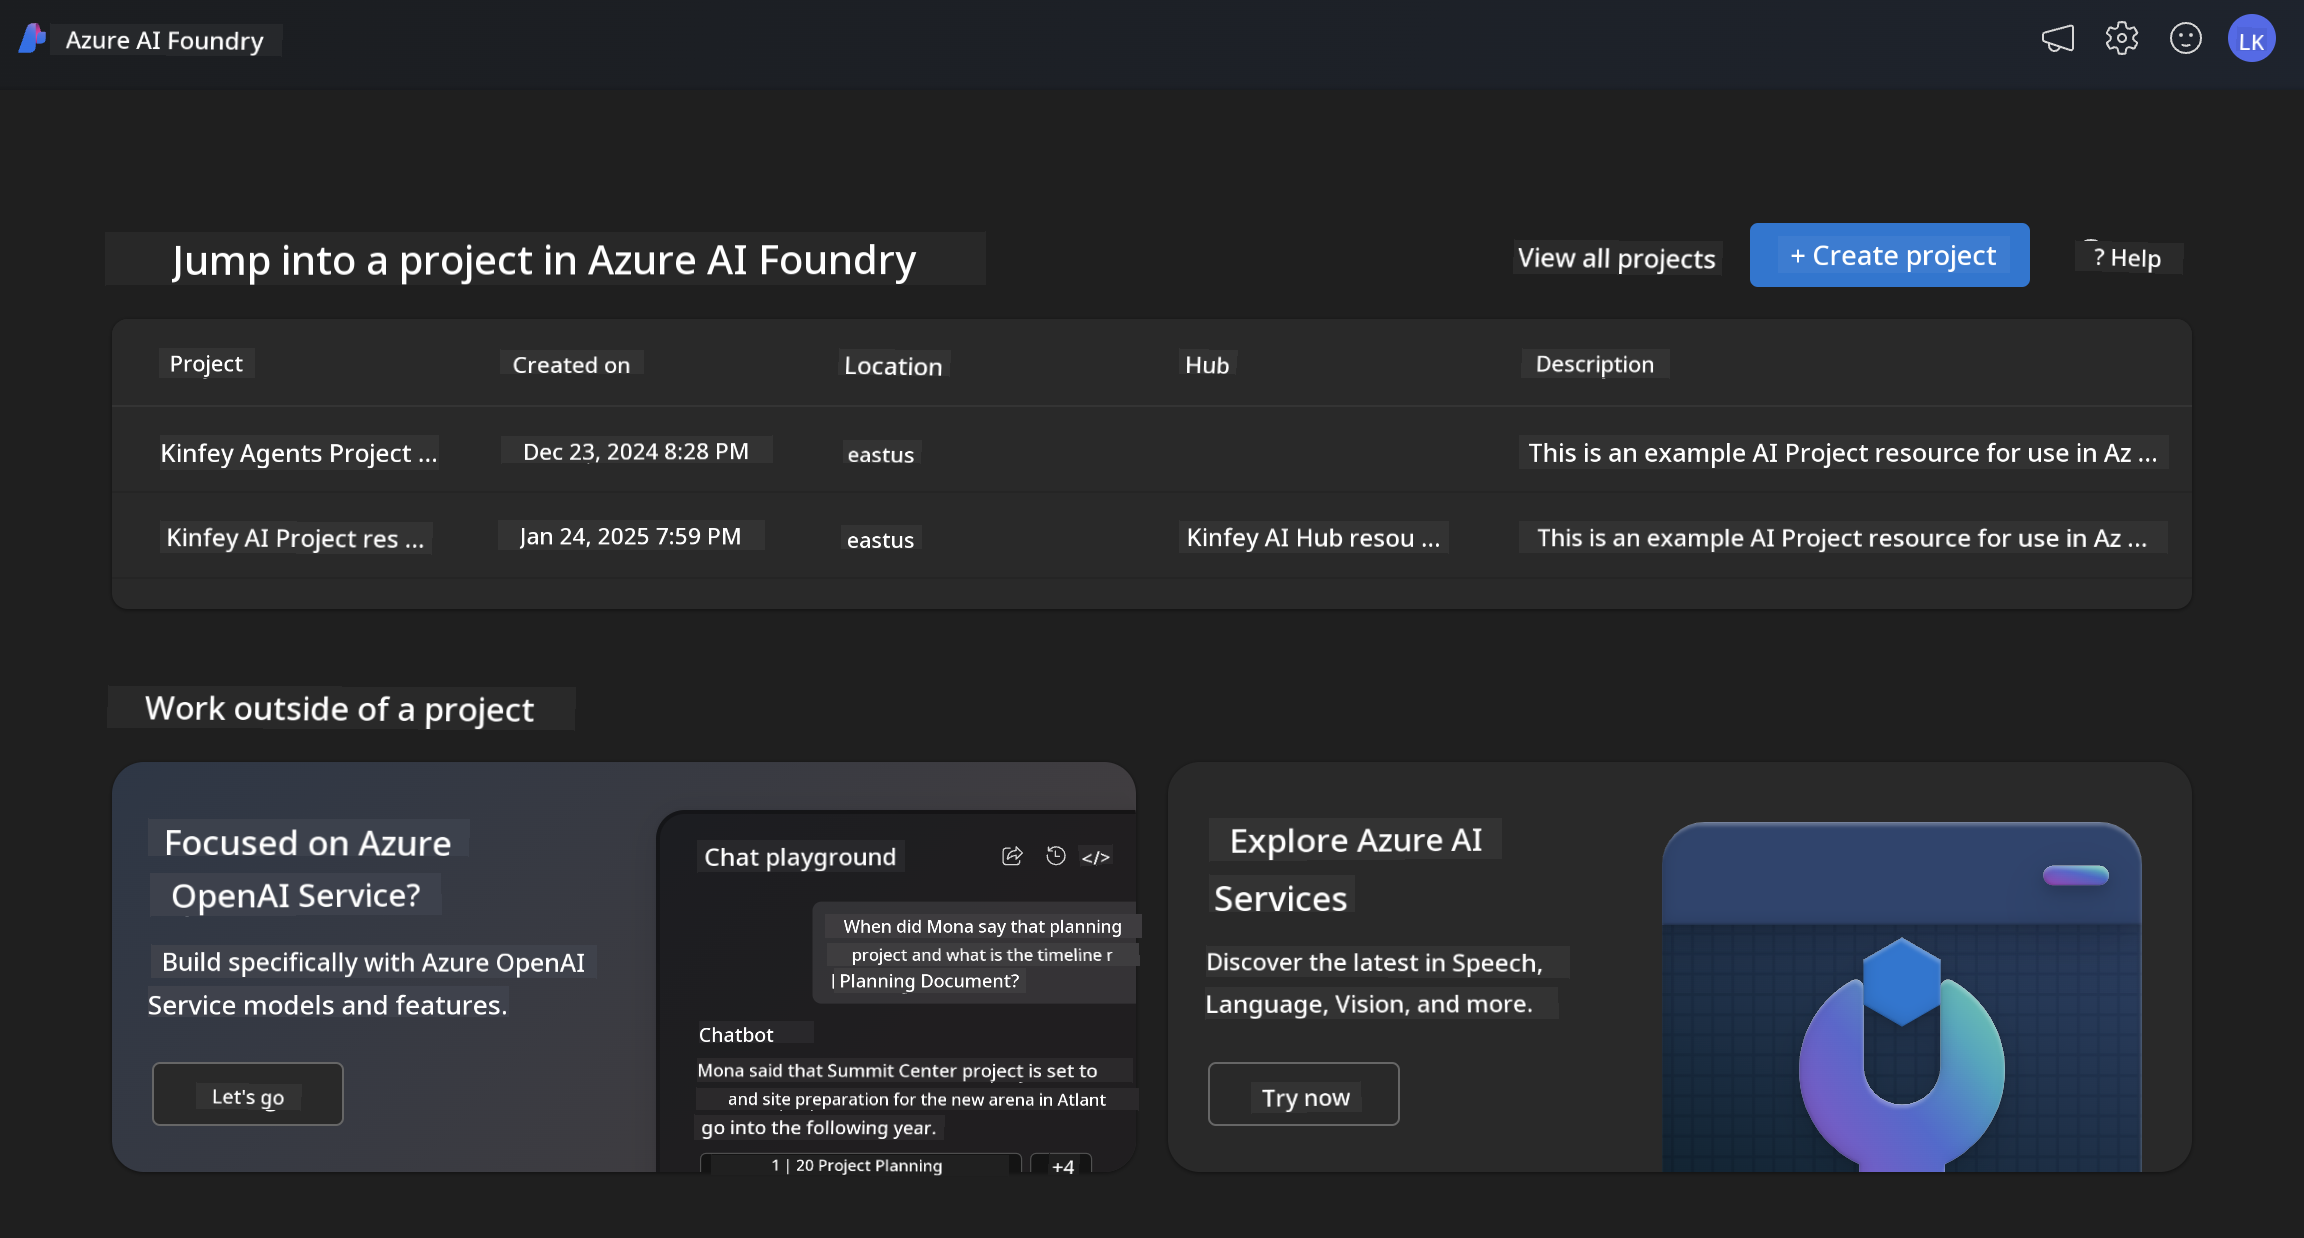 Azure AI Foundry
LK
Jump into a project in Azure AI Foundry
View all projects
+ Create project
? Help
Project
Created on
Location
Hub
Description
Kinfey Agents Project ...
Dec 23, 2024 8:28 PM
eastus
This is an example AI Project resource for use in Az ...
Kinfey AI Project res ...
Jan 24, 2025 7:59 PM
eastus
Kinfey AI Hub resou ...
This is an example AI Project resource for use in Az ...
Work outside of a project
Focused on Azure
OpenAI Service?
Build specifically with Azure OpenAI
Service models and features.
Let's go
Chat playground
</>
When did Mona say that planning
project and what is the timeline r
Planning Document?
Chatbot
Mona said that Summit Center project is set to
and site preparation for the new arena in Atlant
go into the following year.
1 | 20 Project Planning
+4
Explore Azure AI
Services
Discover the latest in Speech,
Language, Vision, and more.
Try now